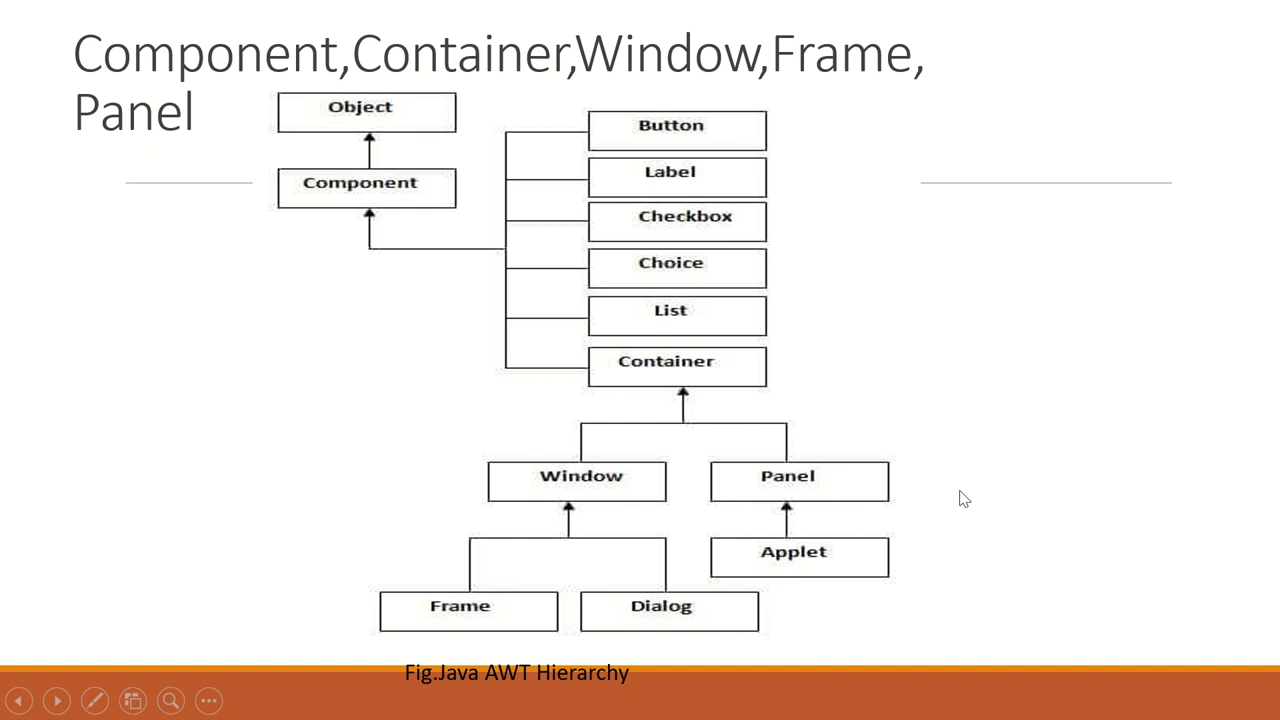 Component,Container,Window,Frame,
Panel
Object
Component
Button
Label
Checkbox
Choice
List
Container
Window
Panel
Applet
Frame
Dialog
Fig.Java AWT Hierarchy